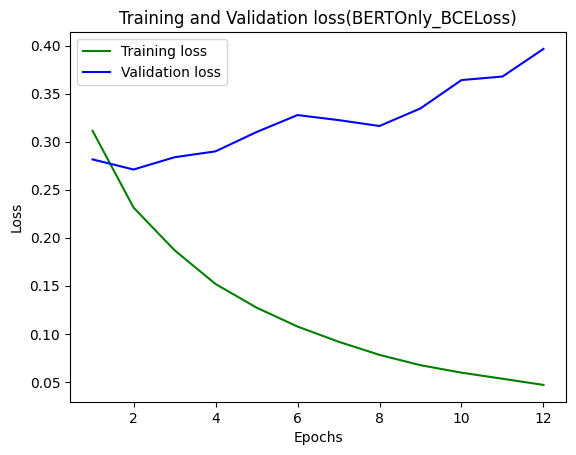 Training and Validation loss(BERTOnly_BCELoss)
Training loss
Validation loss
0.40
0.35
0.30
0.25
0.20
0.15
0.10
0.05
Loss
2 4 6 8 10 12
Epochs